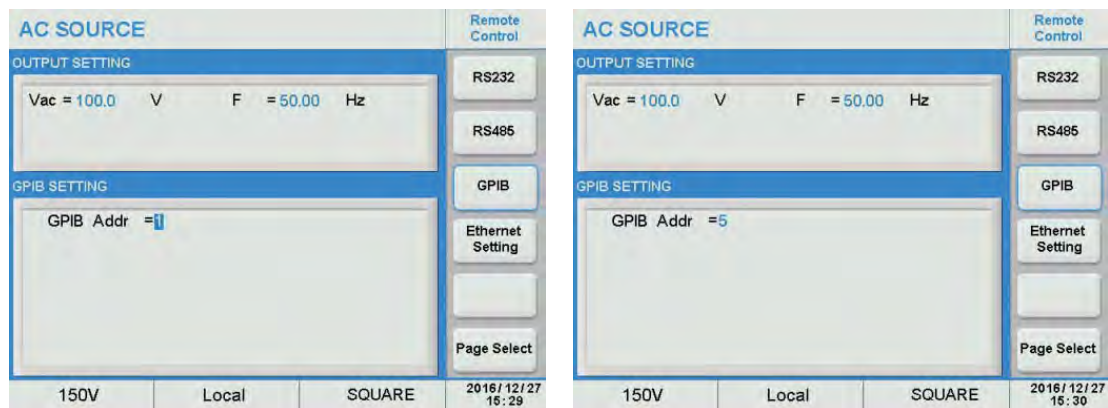 AC SOURCE
Remote
Control
OUTPUT SETTING
Vac = 100.0 V F = 50.00 Hz
RS232
RS485
GPIB SETTING
GPIB Addr =1
GPIB
Ethernet
Setting
Page Select
150V Local SQUARE 2016/12/27
15:29
AC SOURCE
Remote
Control
OUTPUT SETTING
Vac = 100.0 V F = 50.00 Hz
RS232
RS485
GPIB SETTING
GPIB Addr =5
GPIB
Ethernet
Setting
Page Select
150V Local SQUARE 2016/12/27
15:30